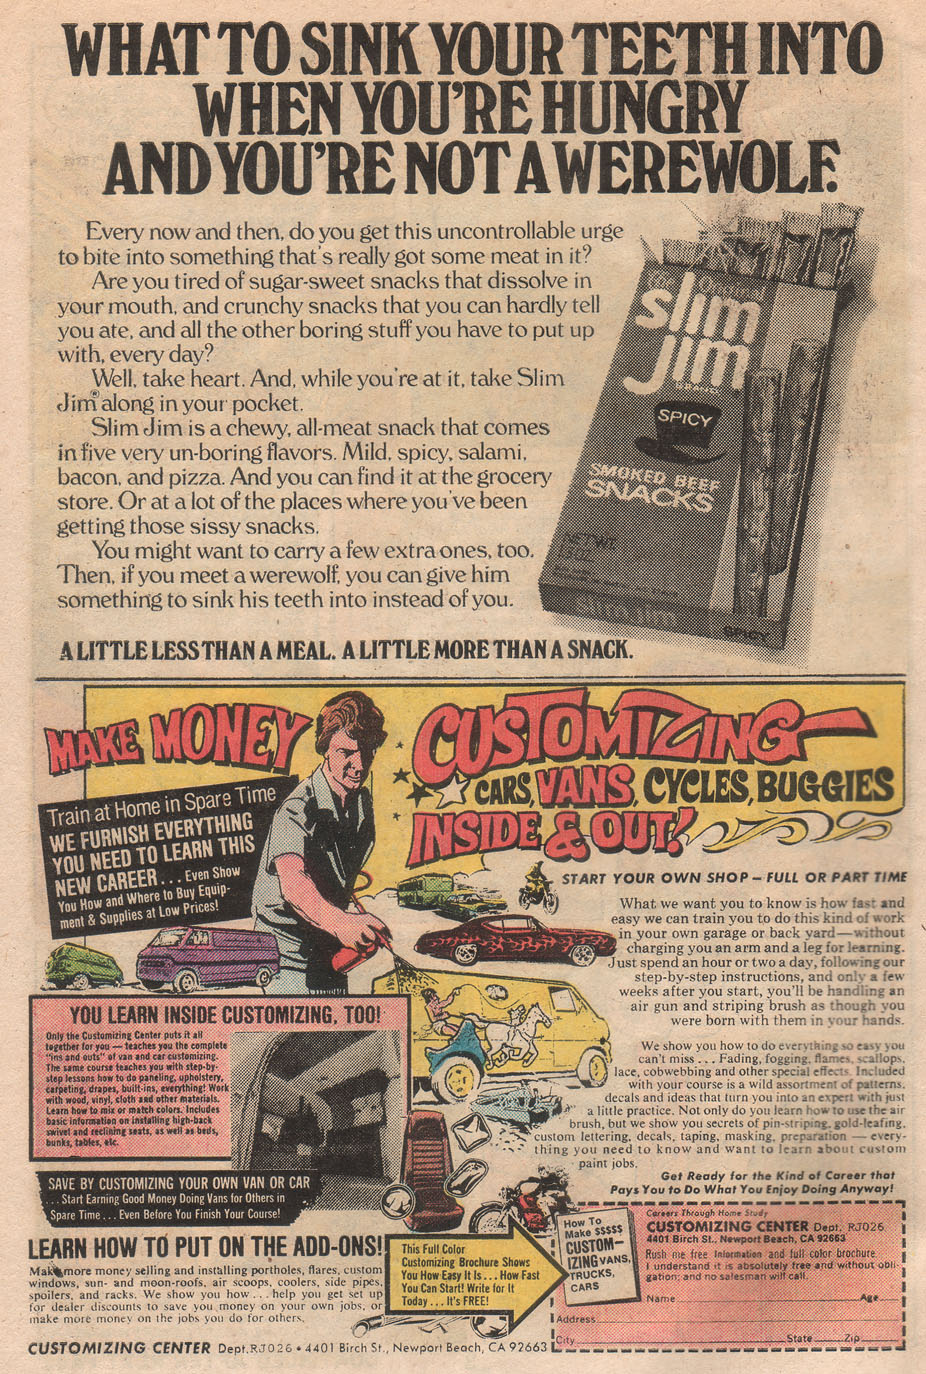 WHAT TO SINK YOUR TEETH INTO
WHEN YOU'RE HUNGRY
AND YOU'RE NOT A WEREWOLF.
Every now and then, do you get this uncontrollable urge
to bite into something that's really got some meat in it?
Are you tired of sugar-sweet snacks that dissolve in
your mouth, and crunchy snacks that you can hardly tell
you ate, and all the other boring stuff you have to put up
with, every day?
Well, take heart. And, while you're at it, take Slim
Jim® along in your pocket.
Slim Jim is a chewy, all-meat snack that comes
in five very un-boring flavors. Mild, spicy, salami,
bacon, and pizza. And you can find it at the grocery
store. Or at a lot of the places where you've been
getting those sissy snacks.
You might want to carry a few extra ones, too.
Then, if you meet a werewolf, you can give him
something to sink his teeth into instead of you.
slim
jim
SPICY
SMOKED BEEF
SNACKS
NET WT.
slim jim
SPICY
A LITTLE LESS THAN A MEAL. A LITTLE MORE THAN A SNACK.
MAKE MONEY
CUSTOMIZING
CARS, VANS, CYCLES, BUGGIES
INSIDE & OUT!
Train at Home in Spare Time
WE FURNISH EVERYTHING
YOU NEED TO LEARN THIS
NEW CAREER... Even Show
You How and Where to Buy Equip-
ment & Supplies at Low Prices!
START YOUR OWN SHOP – FULL OR PART TIME
What we want you to know is how fast and
easy we can train you to do this kind of work
in your own garage or back yard—without
charging you an arm and a leg for learning.
Just spend an hour or two a day, following our
step-by-step instructions, and only a few
weeks after you start, you'll be handling an
air gun and striping brush as though you
were born with them in your hands.
We show you how to do everything so easy you
can't miss... Fading, fogging, flames, scallops,
lace, cobwebbing and other special effects. Included
with your course is a wild assortment of patterns,
decals and ideas that turn you into an expert with just
a little practice. Not only do you learn how to use the air
brush, but we show you secrets of pin-striping, gold-leafing,
custom lettering, decals, taping, masking, preparation — every-
thing you need to know and want to learn about custom
paint jobs.
Get Ready for the Kind of Career that
Pays You to Do What You Enjoy Doing Anyway!
YOU LEARN INSIDE CUSTOMIZING, TOO!
Only the Customizing Center puts it all
together for you — teaches you the complete
"ins and outs" of van and car customizing.
The same course teaches you with step-by-
step lessons how to do paneling, upholstery,
carpeting, drapes, built-ins, everything! Work
with wood, vinyl, cloth and other materials.
Learn how to mix or match colors. Includes
basic information on installing high-back
swivel and reclining seats, as well as beds,
bunks, tables, etc.
SAVE BY CUSTOMIZING YOUR OWN VAN OR CAR
...Start Earning Good Money Doing Vans for Others in
Spare Time...Even Before You Finish Your Course!
LEARN HOW TO PUT ON THE ADD-ONS!
Make more money selling and installing portholes, flares, custom
windows, sun- and moon-roofs, air scoops, coolers, side pipes,
spoilers, and racks. We show you how... help you get set up
for dealer discounts to save you money on your own jobs, or
make more money on the jobs you do for others.
CUSTOMIZING CENTER Dept.RJ026 • 4401 Birch St., Newport Beach, CA 92663
This Full Color
Customizing Brochure Shows
You How Easy It Is... How Fast
You Can Start! Write for It
Today... It's FREE!
How To
Make $$$$$
CUSTOM-
IZING VANS,
TRUCKS,
CARS
Careers Through Home Study
CUSTOMIZING CENTER Dept. RJ026
4401 Birch St., Newport Beach, CA 92663
Rush me free Information and full color brochure.
I understand it is absolutely free and without obli-
gation; and no salesman will call.
Name Age
Address
City State Zip